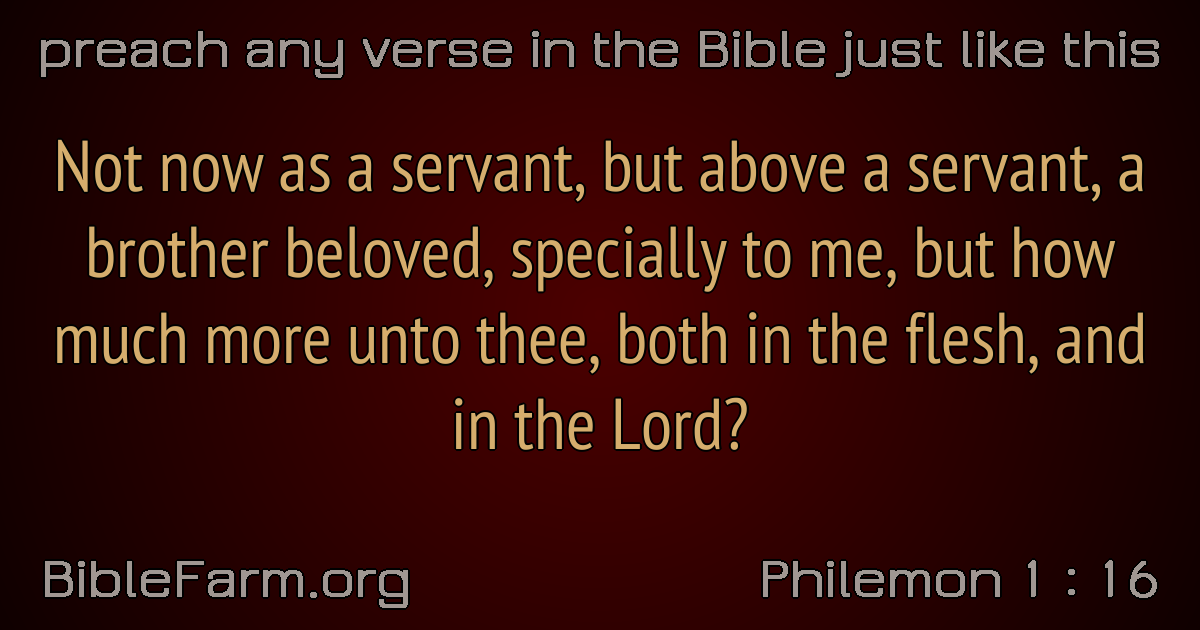 preach any verse in the Bible just like this
Not now as a servant, but above a servant, a
brother beloved, specially to me, but how
much more unto thee, both in the flesh, and
in the Lord?
BibleFarm.org
Philemon 1 : 16